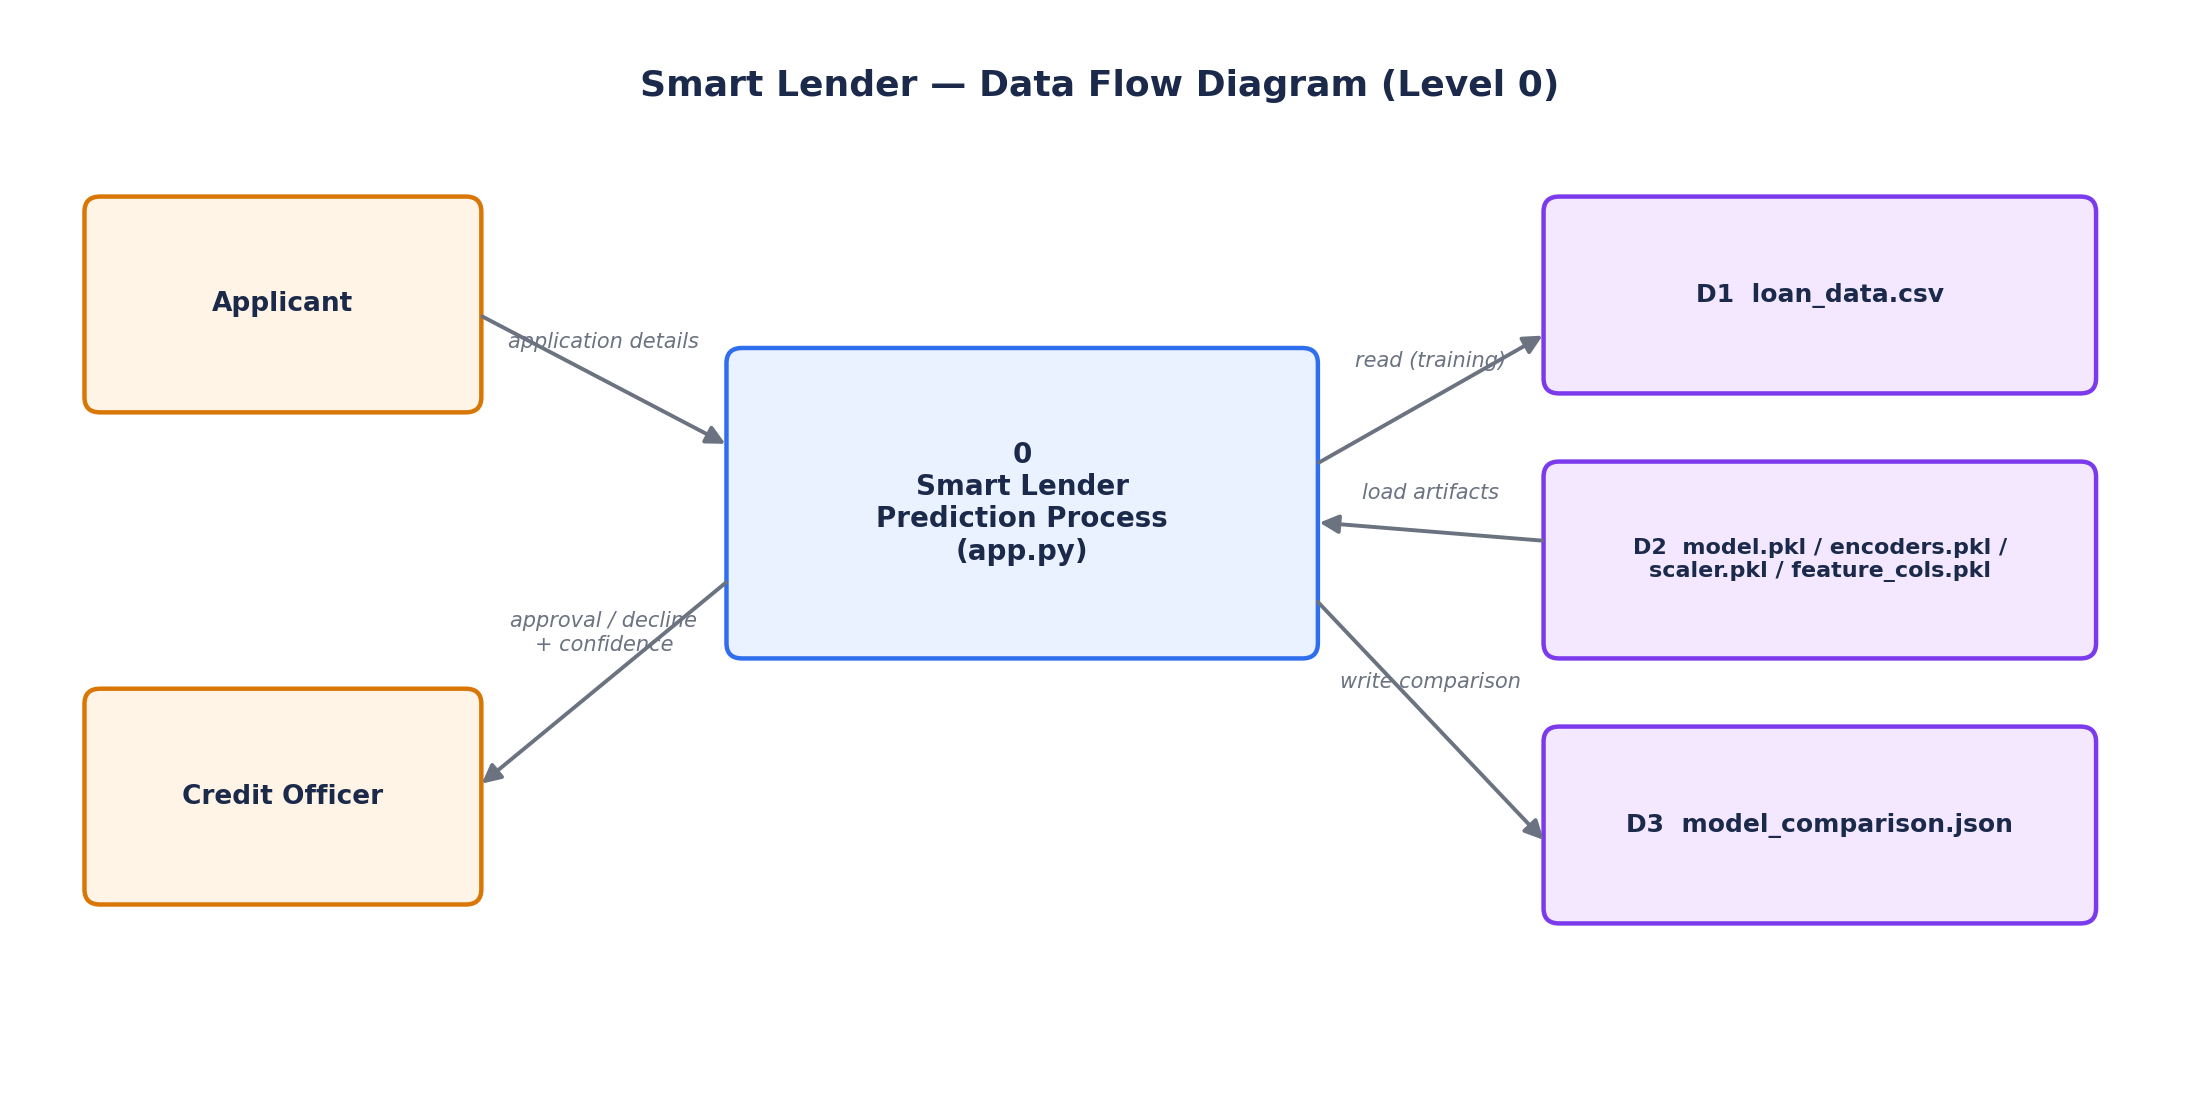 Smart Lender — Data Flow Diagram (Level 0)
Applicant
application details
0
Smart Lender
Prediction Process
(app.py)
approval / decline
+ confidence
Credit Officer
read (training)
D1  loan_data.csv
load artifacts
D2  model.pkl / encoders.pkl /
scaler.pkl / feature_cols.pkl
write comparison
D3  model_comparison.json